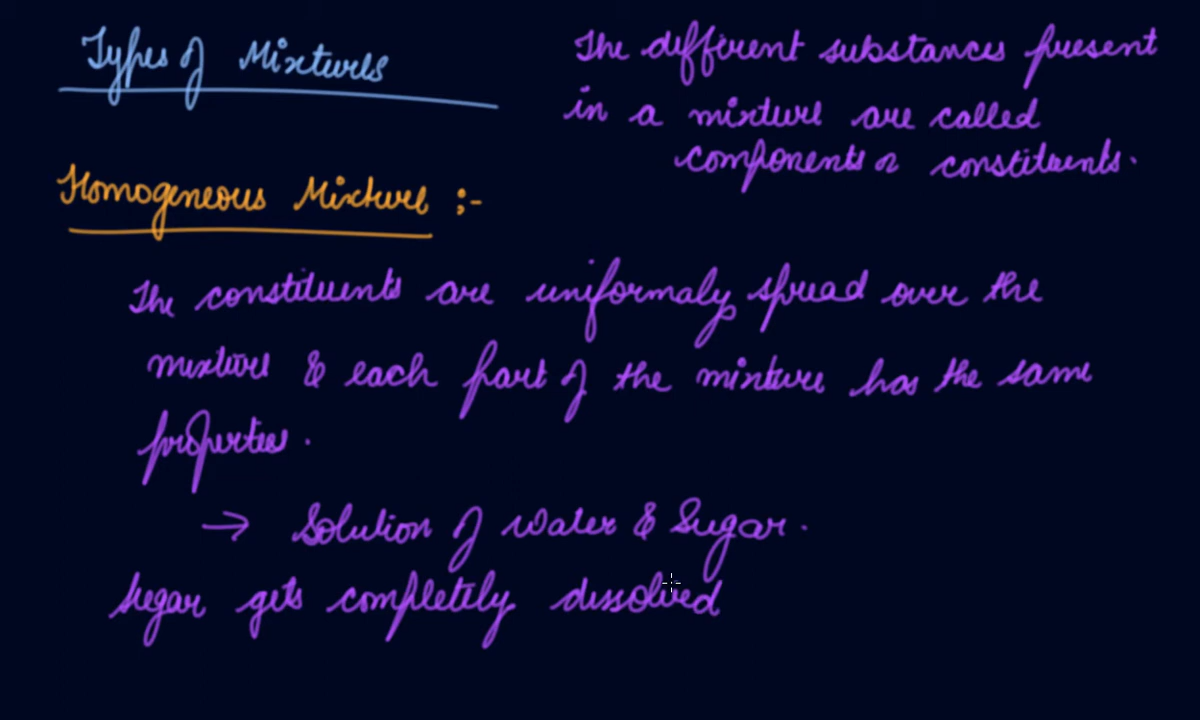 Types of Mixtures
The different substances present
in a mixture are called
components or constituents.
Homogeneous Mixture :-
The constituents are uniformaly spread over the
mixture & each part of the mixture has the same
properties.
→ Solution of water & Sugar.
Sugar gets completely dissolved